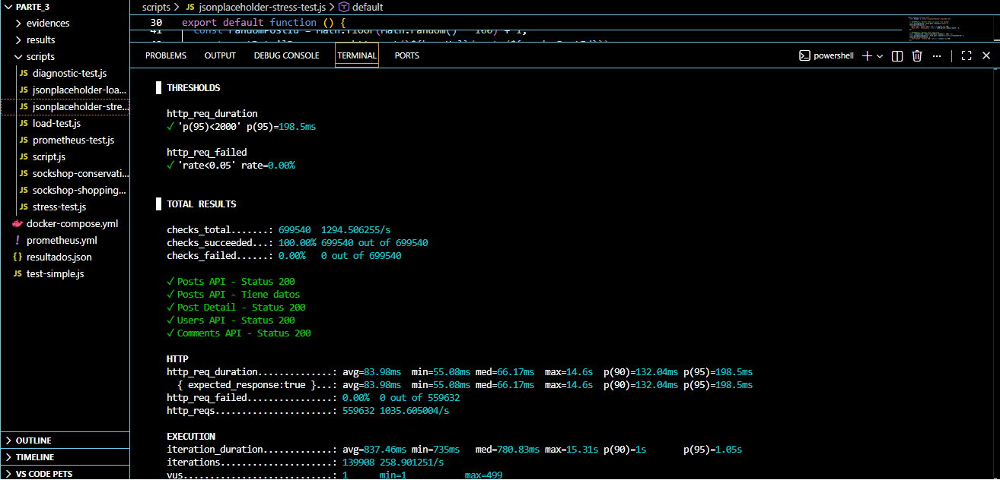 PARTE_3
evidences
results
scripts
JS diagnostic-test.js
JS jsonplaceholder-loa...
JS jsonplaceholder-stre...
JS load-test.js
JS prometheus-test.js
JS script.js
JS sockshop-conservati...
JS sockshop-shopping...
JS stress-test.js
docker-compose.yml
! prometheus.yml
{} resultados.json
JS test-simple.js
OUTLINE
TIMELINE
VS CODE PETS
scripts > JS jsonplaceholder-stress-test.js > default
30 export default function () {
41 const randomPostId = Math.floor(Math.random() * 100) + 1;
PROBLEMS OUTPUT DEBUG CONSOLE TERMINAL PORTS
powershell
THRESHOLDS
http_req_duration
✓ 'p(95)<2000' p(95)=198.5ms
http_req_failed
✓ 'rate<0.05' rate=0.00%
TOTAL RESULTS
checks_total.......: 699540 1294.506255/s
checks_succeeded...: 100.00% 699540 out of 699540
checks_failed......: 0.00% 0 out of 699540
✓ Posts API - Status 200
✓ Posts API - Tiene datos
✓ Post Detail - Status 200
✓ Users API - Status 200
✓ Comments API - Status 200
HTTP
http_req_duration..............: avg=83.98ms min=55.08ms med=66.17ms max=14.6s p(90)=132.04ms p(95)=198.5ms
{ expected_response:true }...: avg=83.98ms min=55.08ms med=66.17ms max=14.6s p(90)=132.04ms p(95)=198.5ms
http_req_failed................: 0.00% 0 out of 559632
http_reqs......................: 559632 1035.605004/s
EXECUTION
iteration_duration.............: avg=837.46ms min=735ms med=780.83ms max=15.31s p(90)=1s p(95)=1.05s
iterations.....................: 139908 258.901251/s
vus............................: 1 min=1 max=499